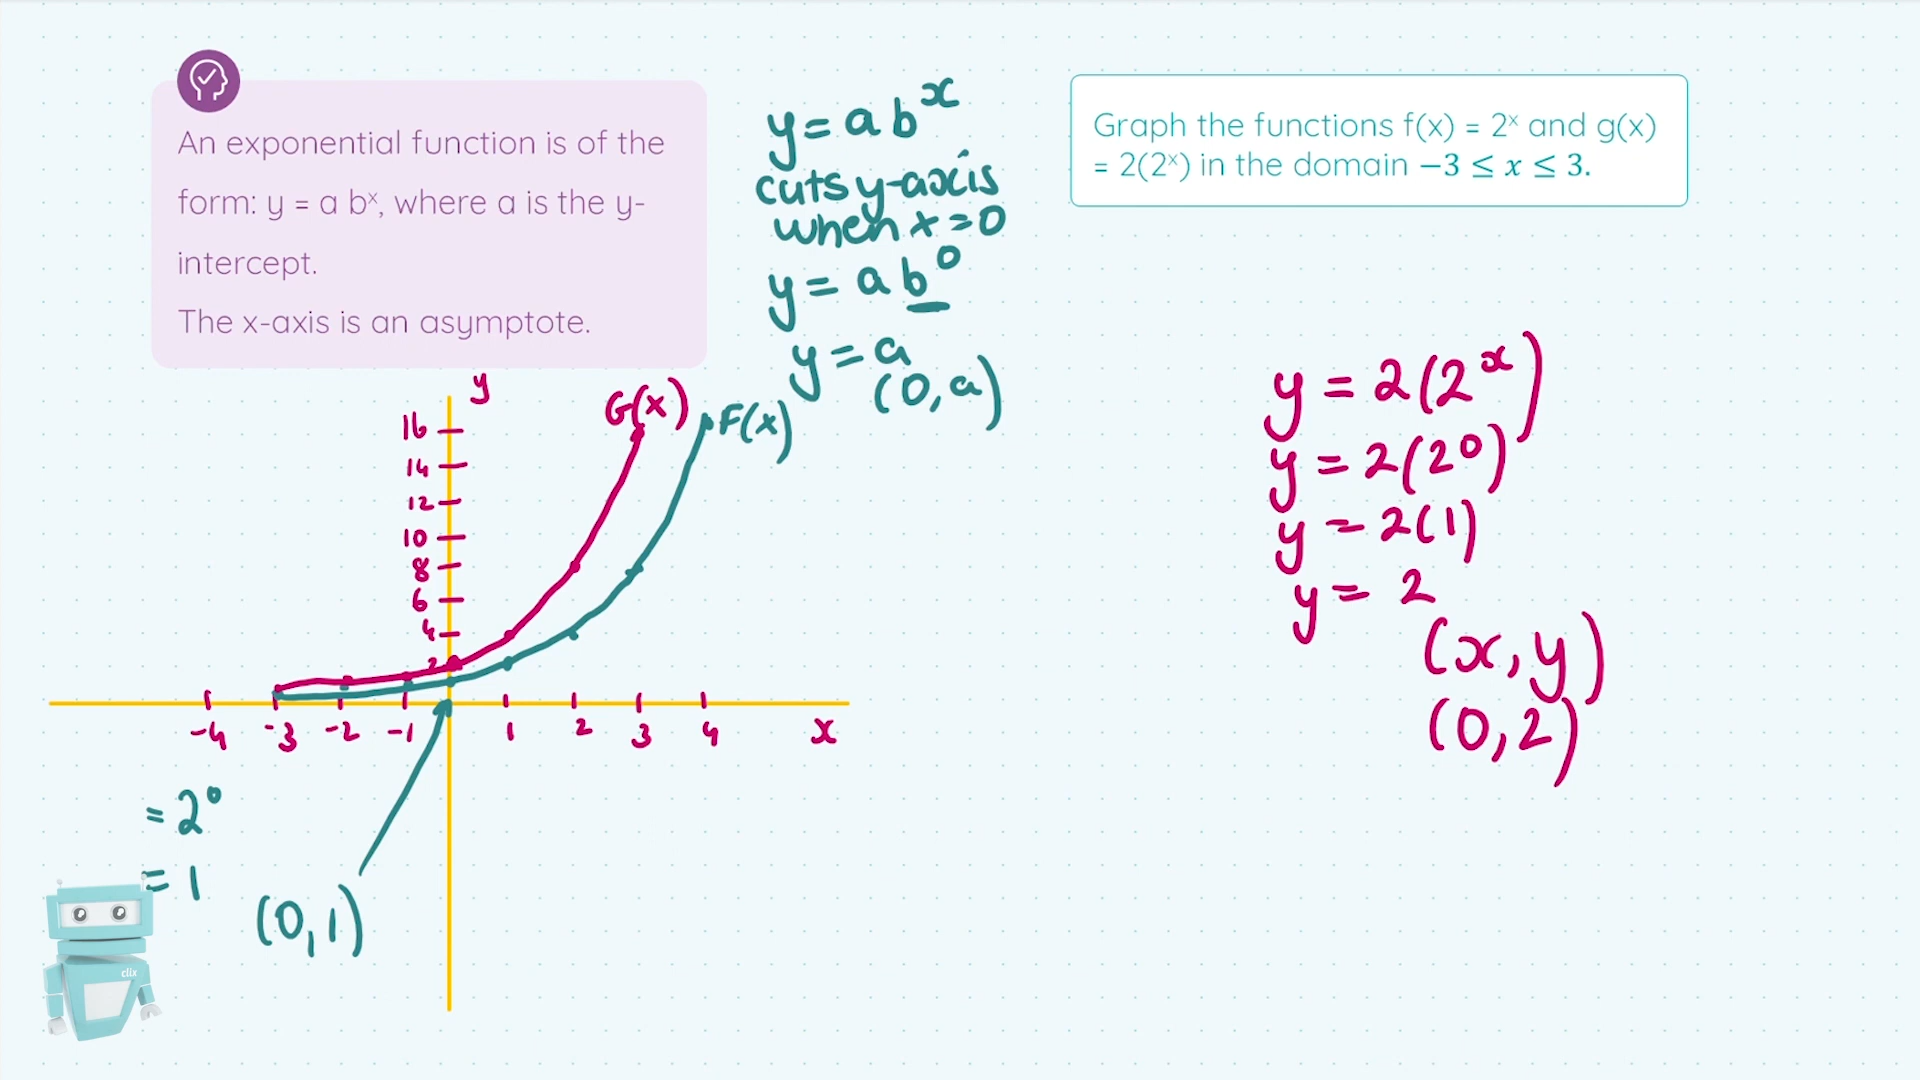 An exponential function is of the
form: y = a bˣ, where a is the y-
intercept.
The x-axis is an asymptote.
y = a bˣ
cuts y-axis
when x = 0
y = a b⁰
y = a
(0, a)
Graph the functions f(x) = 2ˣ and g(x)
= 2(2ˣ) in the domain −3 ≤ x ≤ 3.
y = 2(2ˣ)
y = 2(2⁰)
y = 2(1)
y = 2
(x, y)
(0, 2)
y
G(x)
F(x)
16
14
12
10
8
6
4
2
-4 -3 -2 -1 1 2 3 4 x
= 2⁰
= 1
(0, 1)
clix